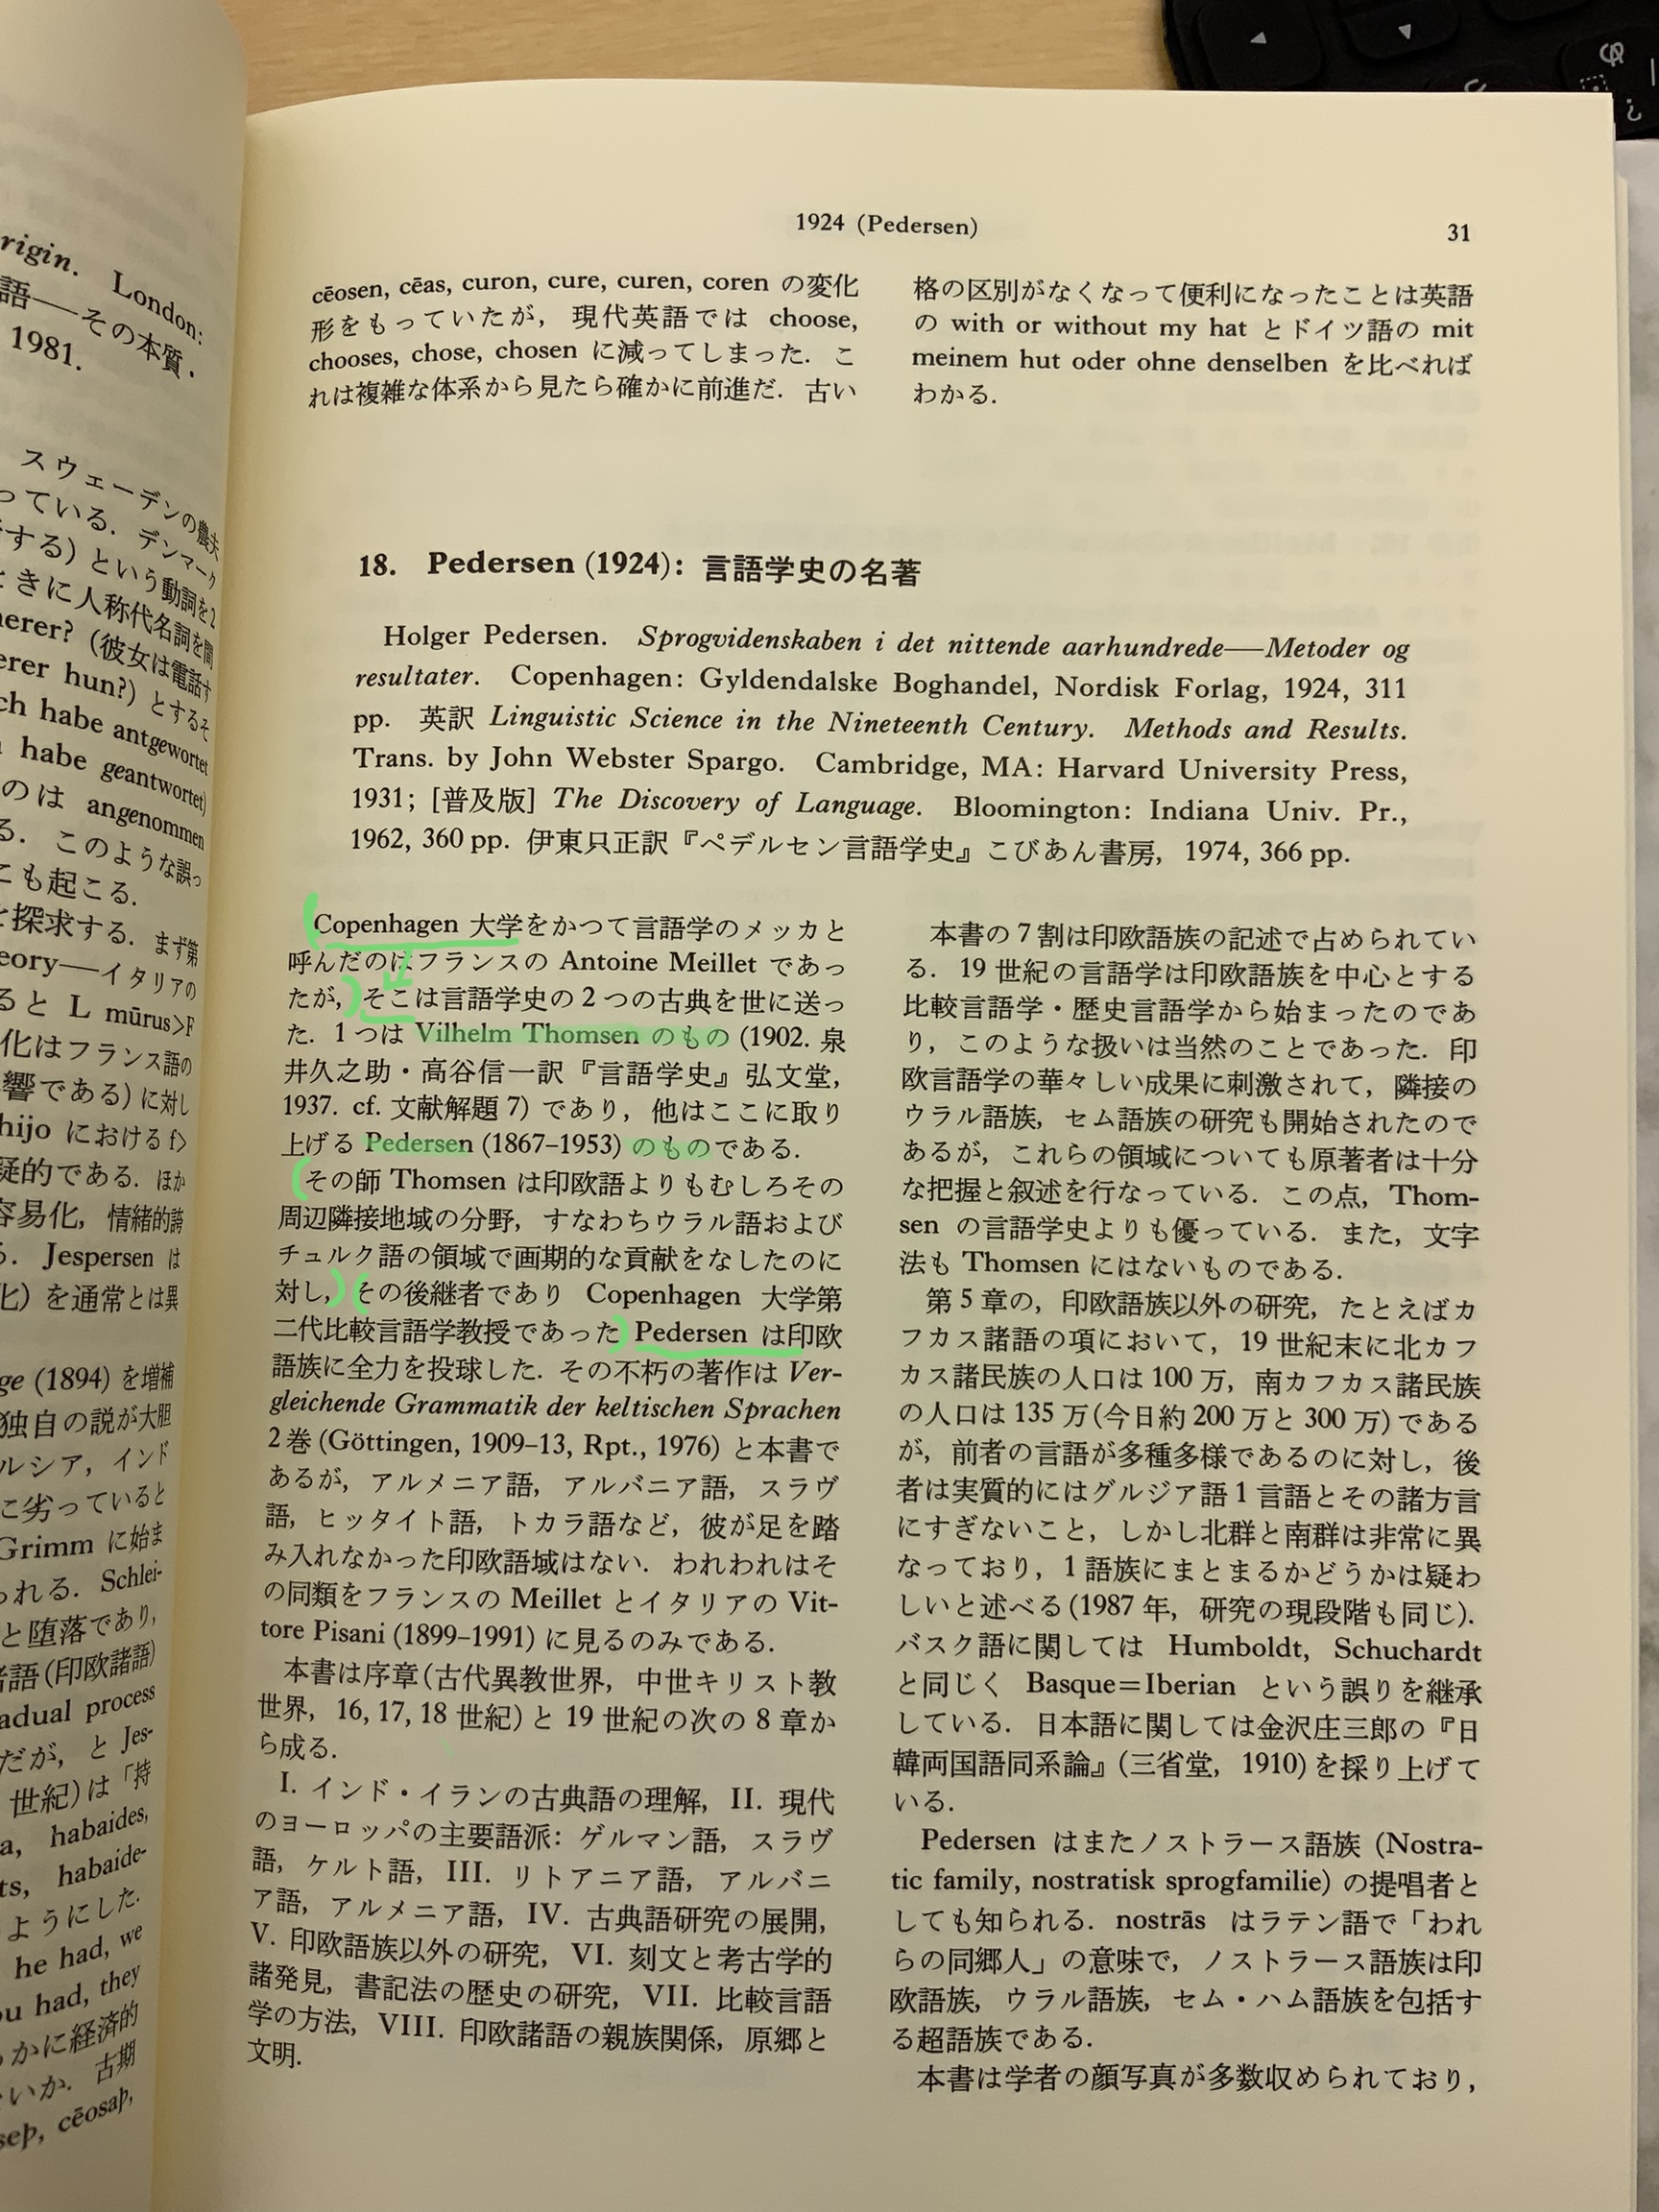 rigin. London:
語――その本質.
1981.
スウェーデンの農夫
っている. デンマーク
する) という動詞を2
きに人称代名詞を間
erer? (彼女は電話す
erer hun?) とするそ
ch habe antgewortet
habe geantwortet)
のは angenommen
る. このような誤っ
こも起こる.
と探求する. まず第
eory――イタリアの
ると L mūrus>F
化はフランス語の
響である) に対し
hijo における f>
疑的である. ほか
容易化, 情緒的誇
る. Jespersen は
化) を通常とは異
ge (1894) を増補
独自の説が大胆
ルシア, インド
に劣っていると
Grimm に始ま
られる. Schlei-
と堕落であり,
諸語 (印欧諸語)
adual process
だが, と Jes-
世紀) は「持
a, habaides,
ts, habaide-
ようにした.
he had, we
ou had, they
かに経済的
いか. 古期
seþ, cēosaþ,
1924 (Pedersen)
31
cēosen, cēas, curon, cure, curen, coren の変化
形をもっていたが, 現代英語では choose,
chooses, chose, chosen に減ってしまった. こ
れは複雑な体系から見たら確かに前進だ. 古い
格の区別がなくなって便利になったことは英語
の with or without my hat とドイツ語の mit
meinem hut oder ohne denselben を比べれば
わかる.
18. Pedersen (1924): 言語学史の名著
Holger Pedersen. Sprogvidenskaben i det nittende aarhundrede――Metoder og
resultater. Copenhagen: Gyldendalske Boghandel, Nordisk Forlag, 1924, 311
pp. 英訳 Linguistic Science in the Nineteenth Century. Methods and Results.
Trans. by John Webster Spargo. Cambridge, MA: Harvard University Press,
1931; [普及版] The Discovery of Language. Bloomington: Indiana Univ. Pr.,
1962, 360 pp. 伊東只正訳『ペデルセン言語学史』こびあん書房, 1974, 366 pp.
Copenhagen 大学をかつて言語学のメッカと
呼んだのはフランスの Antoine Meillet であっ
たが, そこは言語学史の2つの古典を世に送っ
た. 1つは Vilhelm Thomsen のもの (1902. 泉
井久之助・高谷信一訳『言語学史』弘文堂,
1937. cf. 文献解題 7) であり, 他はここに取り
上げる Pedersen (1867–1953) のものである.
その師 Thomsen は印欧語よりもむしろその
周辺隣接地域の分野, すなわちウラル語および
チュルク語の領域で画期的な貢献をなしたのに
対し, その後継者であり Copenhagen 大学第
二代比較言語学教授であった Pedersen は印欧
語族に全力を投球した. その不朽の著作は Ver-
gleichende Grammatik der keltischen Sprachen
2巻 (Göttingen, 1909–13, Rpt., 1976) と本書で
あるが, アルメニア語, アルバニア語, スラヴ
語, ヒッタイト語, トカラ語など, 彼が足を踏
み入れなかった印欧語域はない. われわれはそ
の同類をフランスの Meillet とイタリアの Vit-
tore Pisani (1899–1991) に見るのみである.
本書は序章 (古代異教世界, 中世キリスト教
世界, 16, 17, 18 世紀) と 19 世紀の次の 8 章か
ら成る.
I. インド・イランの古典語の理解, II. 現代
のヨーロッパの主要語派: ゲルマン語, スラヴ
語, ケルト語, III. リトアニア語, アルバニ
ア語, アルメニア語, IV. 古典語研究の展開,
V. 印欧語族以外の研究, VI. 刻文と考古学的
諸発見, 書記法の歴史の研究, VII. 比較言語
学の方法, VIII. 印欧諸語の親族関係, 原郷と
文明.
本書の7割は印欧語族の記述で占められてい
る. 19 世紀の言語学は印欧語族を中心とする
比較言語学・歴史言語学から始まったのであ
り, このような扱いは当然のことであった. 印
欧言語学の華々しい成果に刺激されて, 隣接の
ウラル語族, セム語族の研究も開始されたので
あるが, これらの領域についても原著者は十分
な把握と叙述を行なっている. この点, Thom-
sen の言語学史よりも優っている. また, 文字
法も Thomsen にはないものである.
第5章の, 印欧語族以外の研究, たとえばカ
フカス諸語の項において, 19 世紀末に北カフ
カス諸民族の人口は 100 万, 南カフカス諸民族
の人口は 135 万 (今日約 200 万と 300 万) である
が, 前者の言語が多種多様であるのに対し, 後
者は実質的にはグルジア語1言語とその諸方言
にすぎないこと, しかし北群と南群は非常に異
なっており, 1 語族にまとまるかどうかは疑わ
しいと述べる (1987 年, 研究の現段階も同じ).
バスク語に関しては Humboldt, Schuchardt
と同じく Basque=Iberian という誤りを継承
している. 日本語に関しては金沢庄三郎の『日
韓両国語同系論』(三省堂, 1910) を採り上げて
いる.
Pedersen はまたノストラース語族 (Nostra-
tic family, nostratisk sprogfamilie) の提唱者と
しても知られる. nostrās はラテン語で「われ
らの同郷人」の意味で, ノストラース語族は印
欧語族, ウラル語族, セム・ハム語族を包括す
る超語族である.
本書は学者の顔写真が多数収められており,